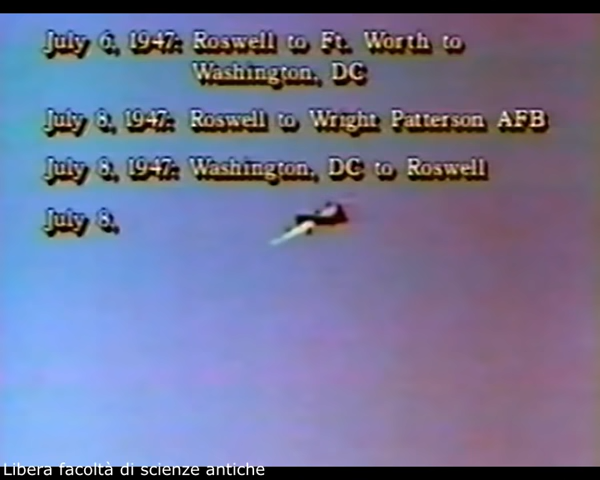 July 6, 1947: Roswell to Ft. Worth to
Washington, DC
July 8, 1947: Roswell to Wright Patterson AFB
July 8, 1947: Washington, DC to Roswell
July 8,
Libera facoltà di scienze antiche